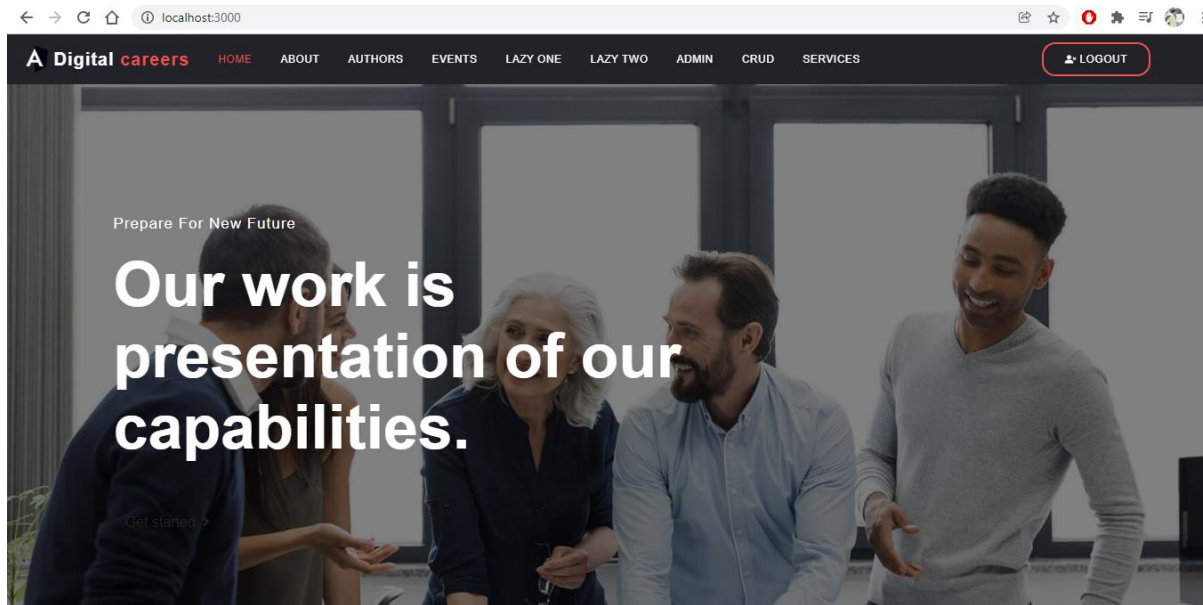 localhost:3000
A Digital careers HOME ABOUT AUTHORS EVENTS LAZY ONE LAZY TWO ADMIN CRUD SERVICES LOGOUT
Prepare For New Future
Our work is
presentation of our
capabilities.
Get started >